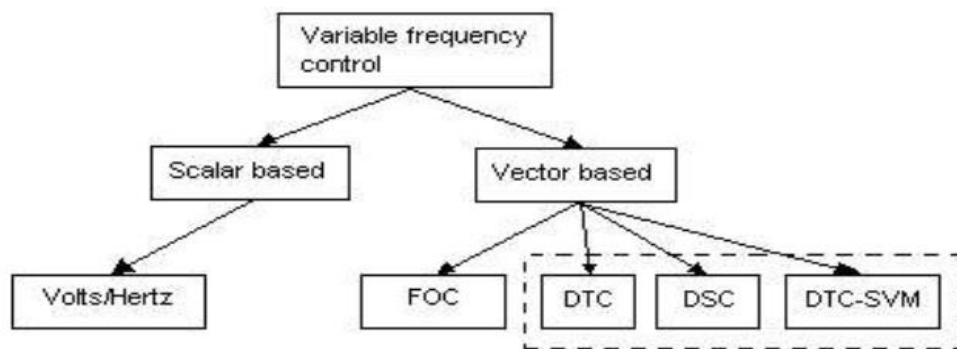 Variable frequency
control
Scalar based
Vector based
Volts/Hertz
FOC
DTC
DSC
DTC-SVM